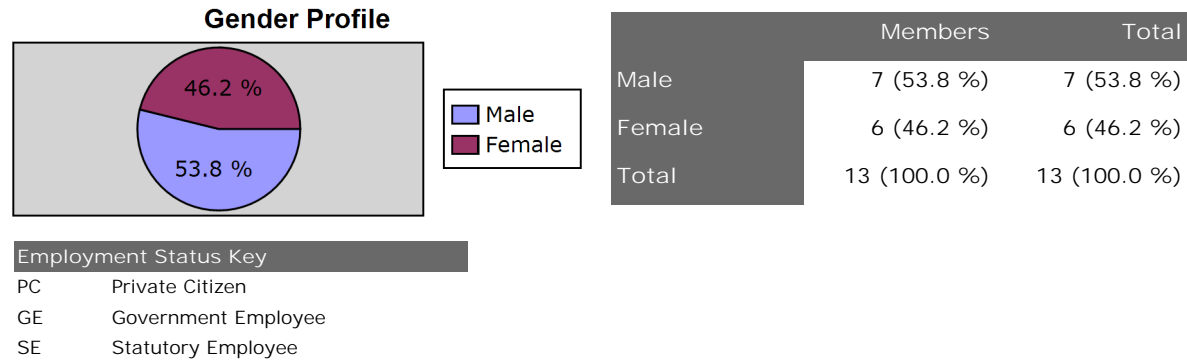 Gender Profile
46.2 %
53.8 %
Male
Female
Members Total
Male 7 (53.8 %) 7 (53.8 %)
Female 6 (46.2 %) 6 (46.2 %)
Total 13 (100.0 %) 13 (100.0 %)
Employment Status Key
PC Private Citizen
GE Government Employee
SE Statutory Employee